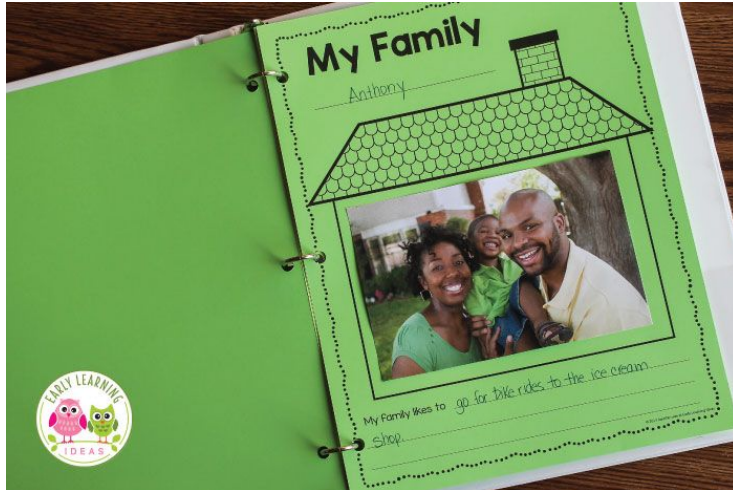 My Family
Anthony
My Family likes to go for bike rides to the ice cream
shop.
EARLY LEARNING
IDEAS